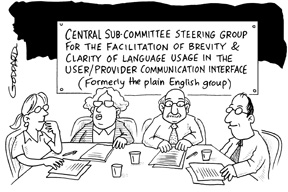 CENTRAL SUB-COMMITTEE STEERING GROUP
FOR THE FACILITATION OF BREVITY &
CLARITY OF LANGUAGE USAGE IN THE
USER/PROVIDER COMMUNICATION INTERFACE
(Formerly the plain English group)
GODDARD